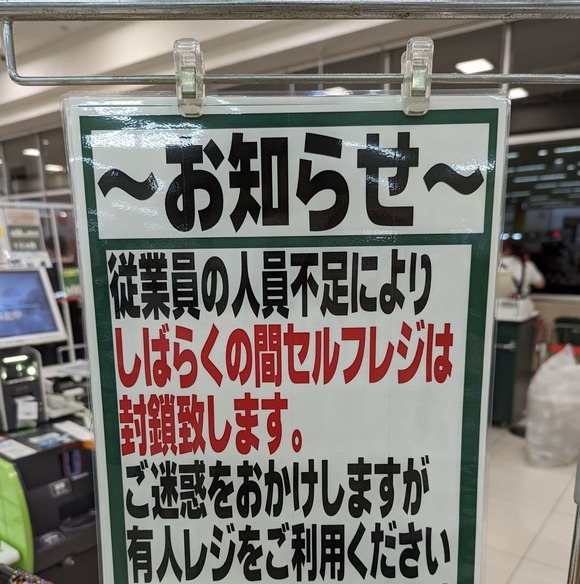 ～お知らせ～
従業員の人員不足により
しばらくの間セルフレジは
封鎖致します。
ご迷惑をおかけしますが
有人レジをご利用ください